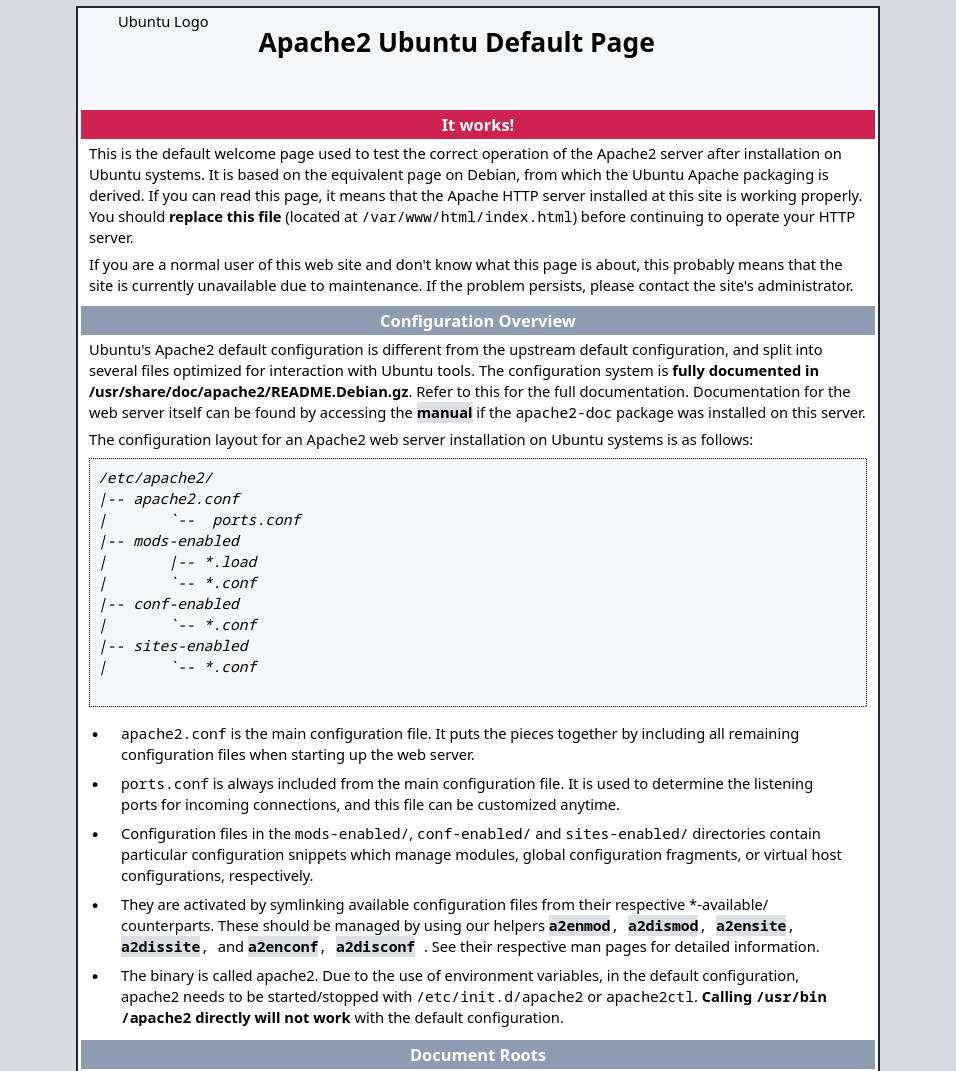 Ubuntu Logo
Apache2 Ubuntu Default Page
It works!
This is the default welcome page used to test the correct operation of the Apache2 server after installation on
Ubuntu systems. It is based on the equivalent page on Debian, from which the Ubuntu Apache packaging is
derived. If you can read this page, it means that the Apache HTTP server installed at this site is working properly.
You should replace this file (located at /var/www/html/index.html) before continuing to operate your HTTP
server.
If you are a normal user of this web site and don't know what this page is about, this probably means that the
site is currently unavailable due to maintenance. If the problem persists, please contact the site's administrator.
Configuration Overview
Ubuntu's Apache2 default configuration is different from the upstream default configuration, and split into
several files optimized for interaction with Ubuntu tools. The configuration system is fully documented in
/usr/share/doc/apache2/README.Debian.gz. Refer to this for the full documentation. Documentation for the
web server itself can be found by accessing the manual if the apache2-doc package was installed on this server.
The configuration layout for an Apache2 web server installation on Ubuntu systems is as follows:
/etc/apache2/
|-- apache2.conf
|       `--  ports.conf
|-- mods-enabled
|       |-- *.load
|       `-- *.conf
|-- conf-enabled
|       `-- *.conf
|-- sites-enabled
|       `-- *.conf
• apache2.conf is the main configuration file. It puts the pieces together by including all remaining
configuration files when starting up the web server.
• ports.conf is always included from the main configuration file. It is used to determine the listening
ports for incoming connections, and this file can be customized anytime.
• Configuration files in the mods-enabled/, conf-enabled/ and sites-enabled/ directories contain
particular configuration snippets which manage modules, global configuration fragments, or virtual host
configurations, respectively.
• They are activated by symlinking available configuration files from their respective *-available/
counterparts. These should be managed by using our helpers a2enmod, a2dismod, a2ensite,
a2dissite, and a2enconf, a2disconf . See their respective man pages for detailed information.
• The binary is called apache2. Due to the use of environment variables, in the default configuration,
apache2 needs to be started/stopped with /etc/init.d/apache2 or apache2ctl. Calling /usr/bin
/apache2 directly will not work with the default configuration.
Document Roots